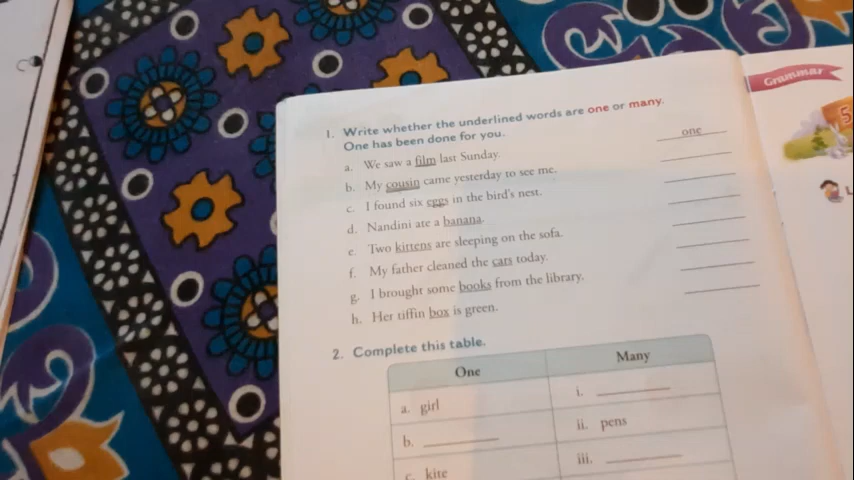 1. Write whether the underlined words are one or many.
One has been done for you.
a. We saw a film last Sunday. one
b. My cousin came yesterday to see me.
c. I found six eggs in the bird's nest.
d. Nandini ate a banana.
e. Two kittens are sleeping on the sofa.
f. My father cleaned the cars today.
g. I brought some books from the library.
h. Her tiffin box is green.
2. Complete this table.
One Many
a. girl i.
b. ii. pens
c. kite iii.
Grammar
5
L